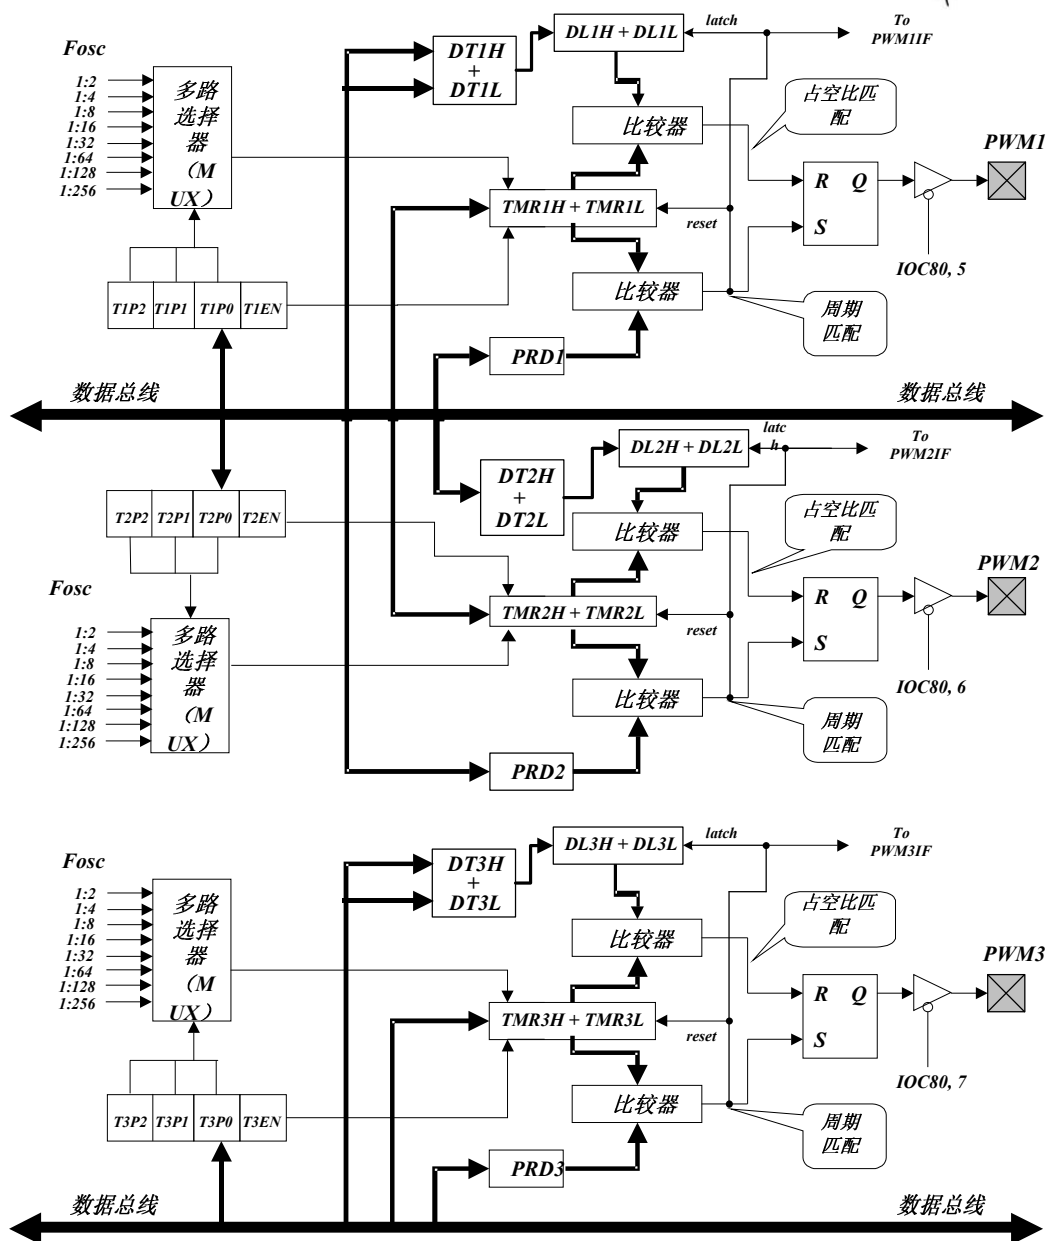 latch
To
PWM1IF
DL1H + DL1L
Fosc
DT1H
+
DT1L
1:2
1:4
1:8
1:16
1:32
1:64
1:128
1:256
多路
选择
器
（M
UX）
占空比匹
配
比较器
PWM1
R Q
S
TMR1H + TMR1L
reset
IOC80, 5
T1P2 T1P1 T1P0 T1EN
比较器
周期
匹配
PRD1
数据总线
数据总线
latc
h
To
PWM2IF
DL2H + DL2L
DT2H
+
DT2L
T2P2 T2P1 T2P0 T2EN
占空比匹
配
比较器
PWM2
Fosc
R Q
S
TMR2H + TMR2L
reset
1:2
1:4
1:8
1:16
1:32
1:64
1:128
1:256
多路
选择
器
（M
UX）
IOC80, 6
比较器
周期
匹配
PRD2
latch
To
PWM3IF
DL3H + DL3L
Fosc
DT3H
+
DT3L
1:2
1:4
1:8
1:16
1:32
1:64
1:128
1:256
多路
选择
器
（M
UX）
占空比匹
配
比较器
PWM3
R Q
S
TMR3H + TMR3L
reset
IOC80, 7
T3P2 T3P1 T3P0 T3EN
比较器
周期
匹配
PRD3
数据总线
数据总线